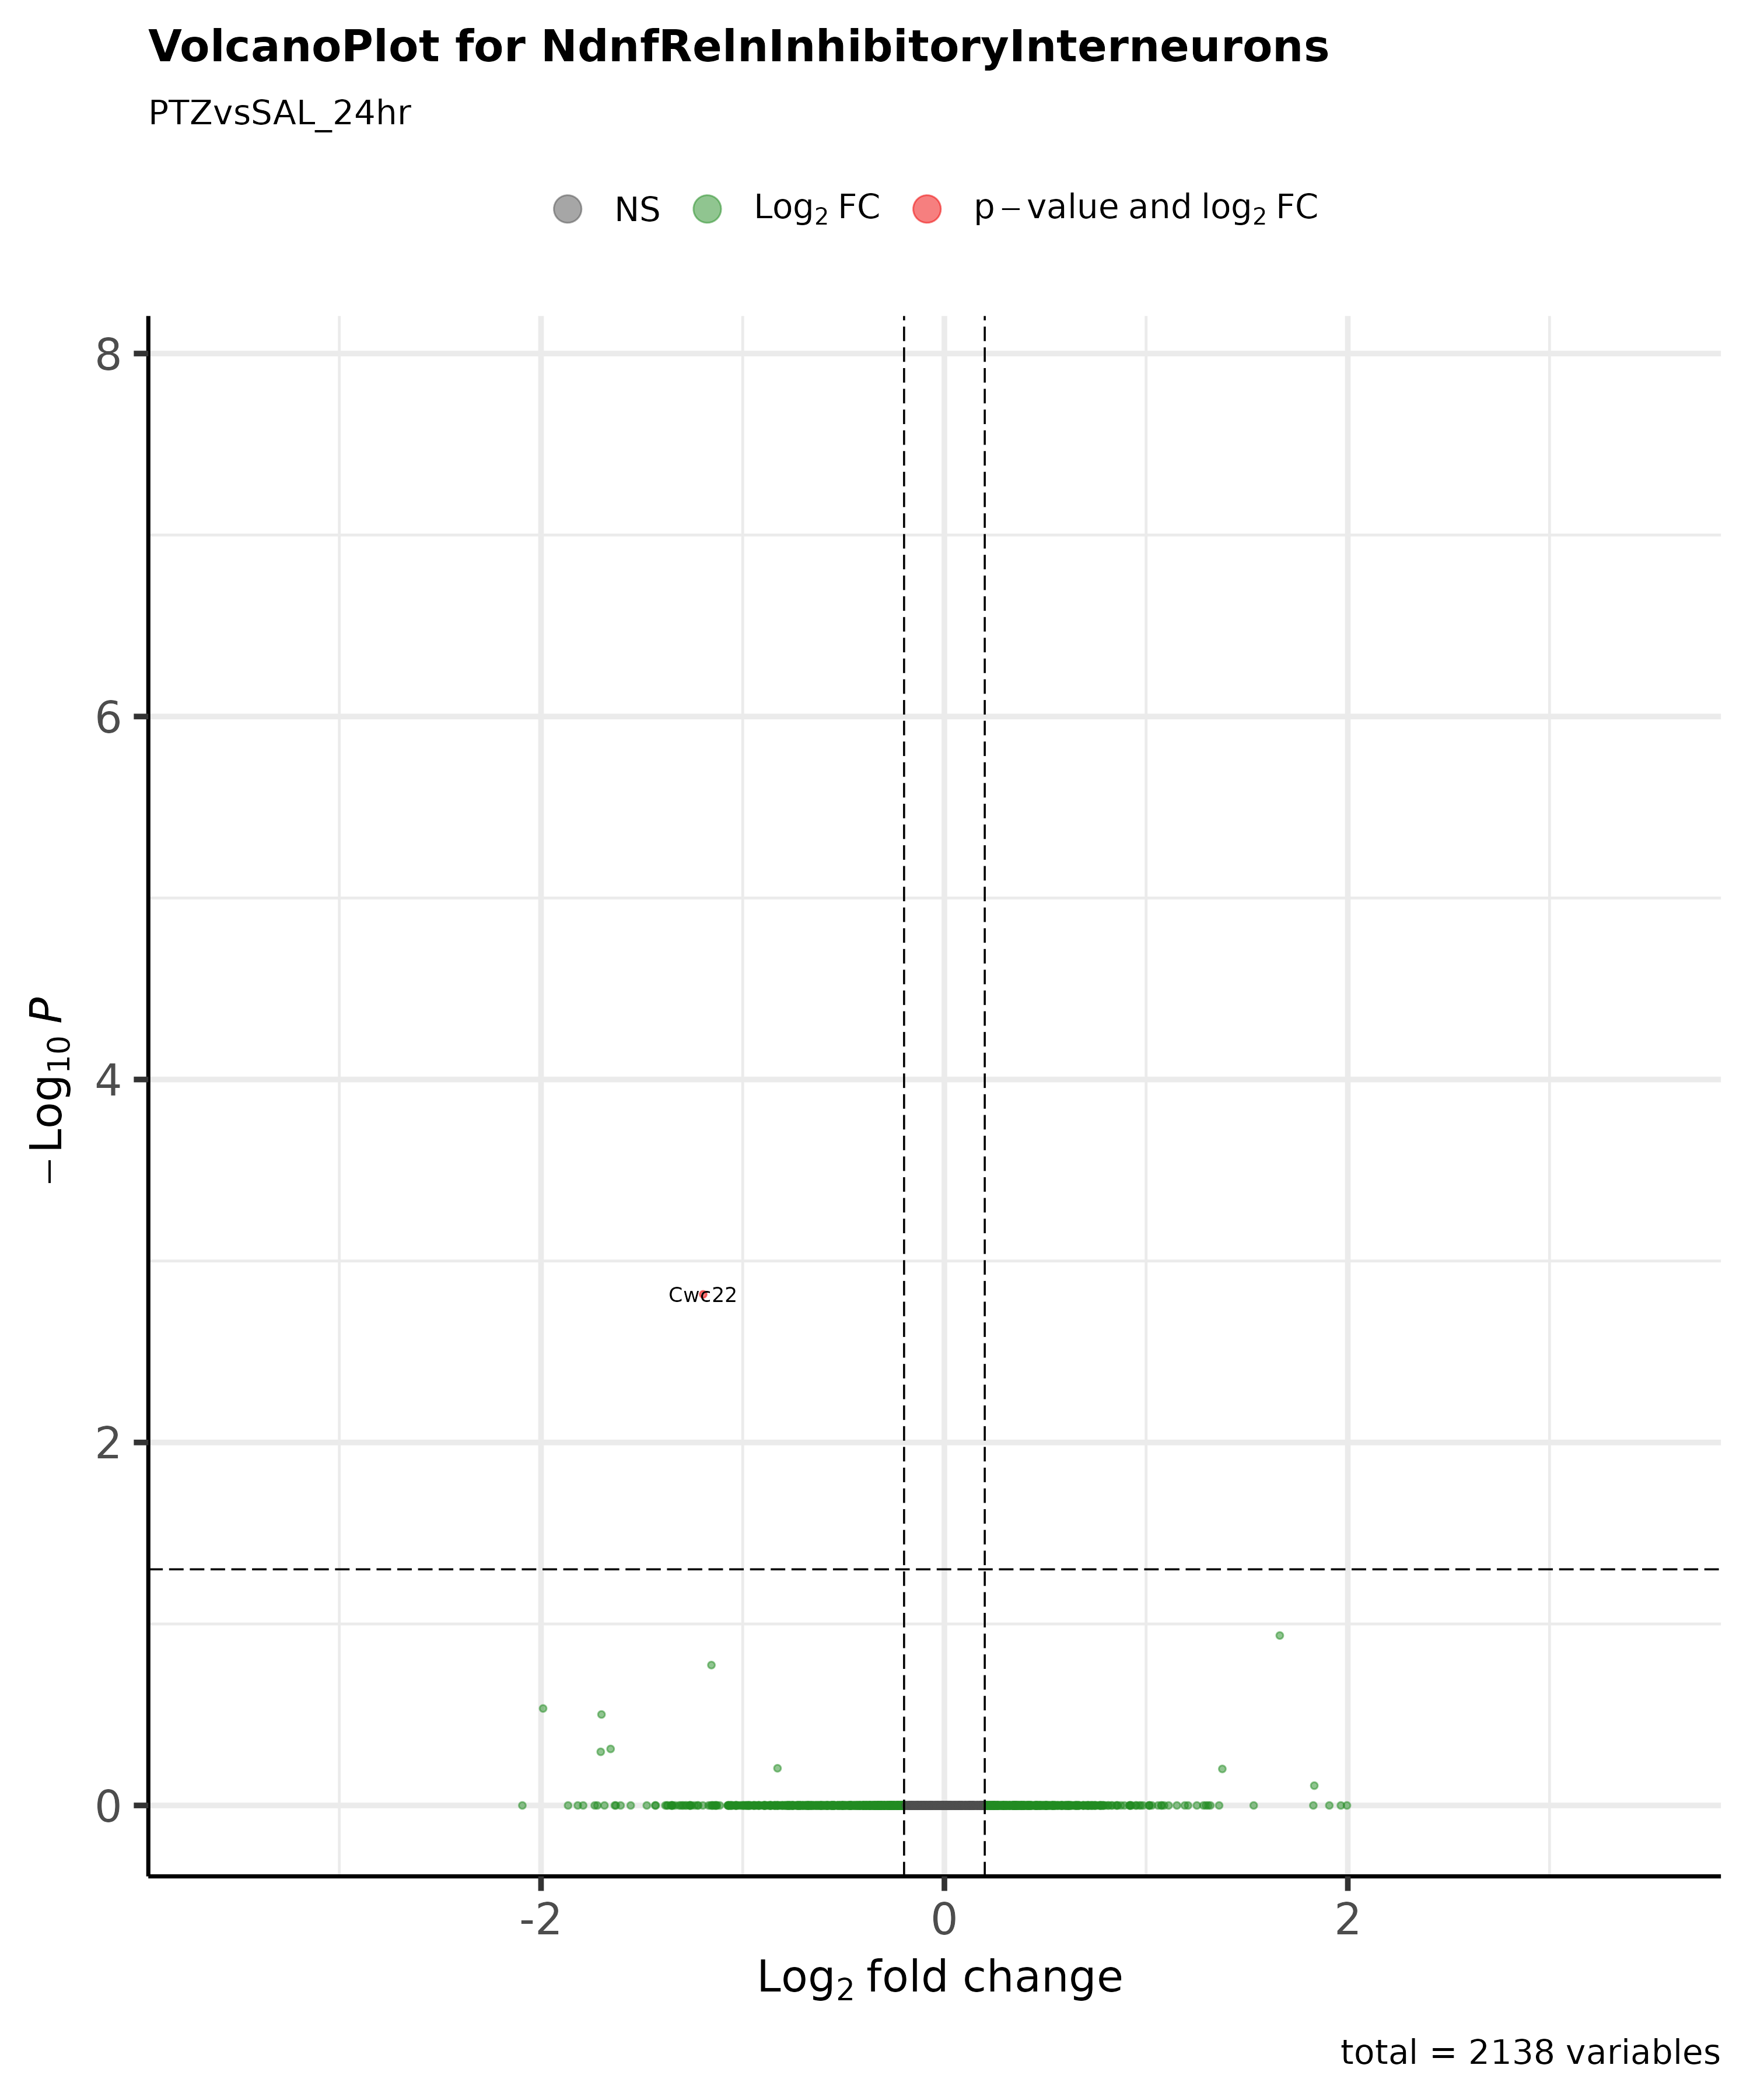 VolcanoPlot for NdnfRelnInhibitoryInterneurons
PTZvsSAL_24hr
NS Log₂ FC p − value and log₂ FC
8
6
4
2
0
−Log₁₀ P
Cwc22
-2 0 2
Log₂ fold change
total = 2138 variables